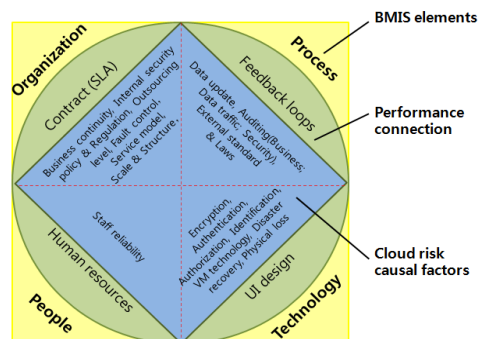 Organization
Process
BMIS elements
Contract (SLA)
Feedback loops
Business continuity, Internal security
policy & Regulation, Outsourcing
level, Fault control,
Service model,
Scale & Structure,
Data update, Auditing(Business;
Data traffic, Security),
External standard
& Laws
Performance
connection
Staff reliability
Encryption,
Authentication,
Authorization, Identification,
VM technology, Disaster
recovery, Physical loss
Cloud risk
causal factors
Human resources
UI design
People
Technology